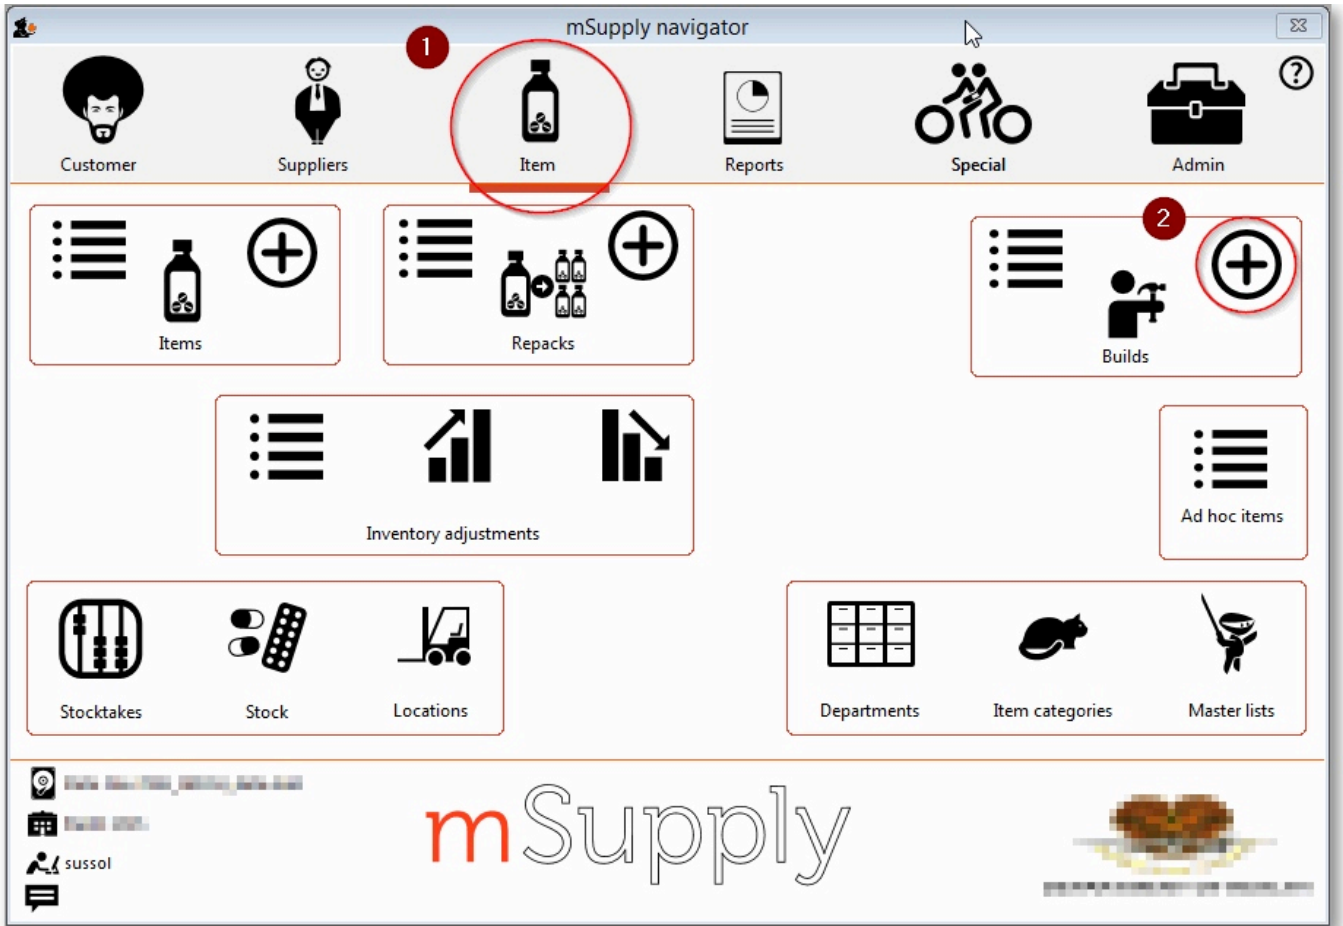 mSupply navigator
1
?
Customer
Suppliers
Item
Reports
Special
Admin
2
Items
Repacks
Builds
Inventory adjustments
Ad hoc items
Stocktakes
Stock
Locations
Departments
Item categories
Master lists
sussol
mSupply